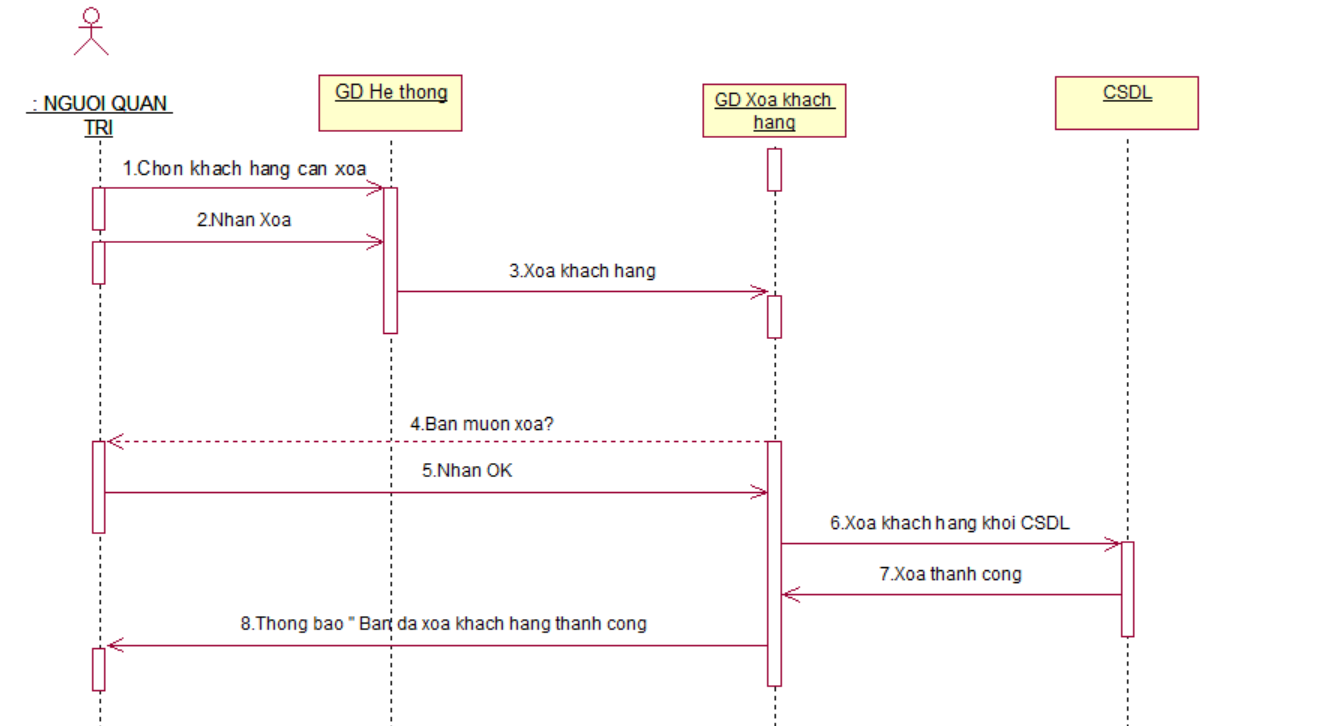 : NGUOI QUAN
TRI
GD He thong
GD Xoa khach
hang
CSDL
1.Chon khach hang can xoa
2.Nhan Xoa
3.Xoa khach hang
4.Ban muon xoa?
5.Nhan OK
6.Xoa khach hang khoi CSDL
7.Xoa thanh cong
8.Thong bao " Ban da xoa khach hang thanh cong